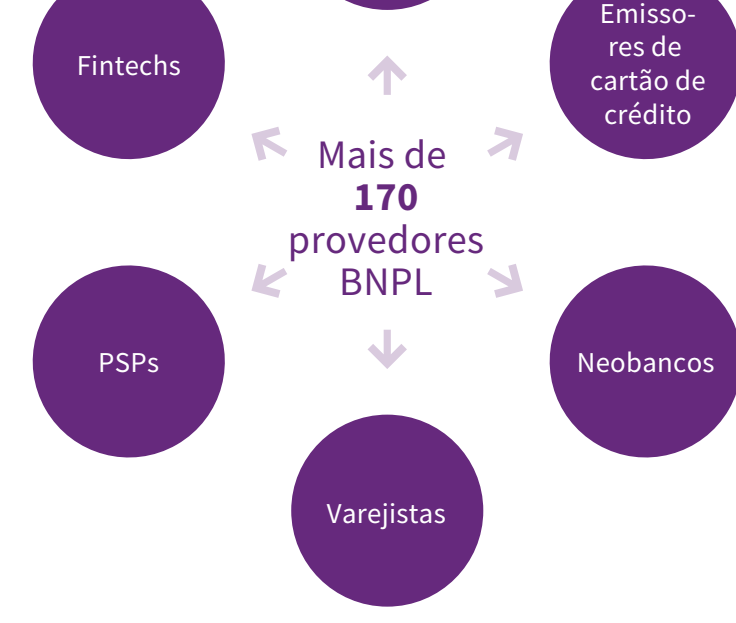 Emisso-
res de
cartão de
crédito
Fintechs
Mais de
170
provedores
BNPL
PSPs
Neobancos
Varejistas